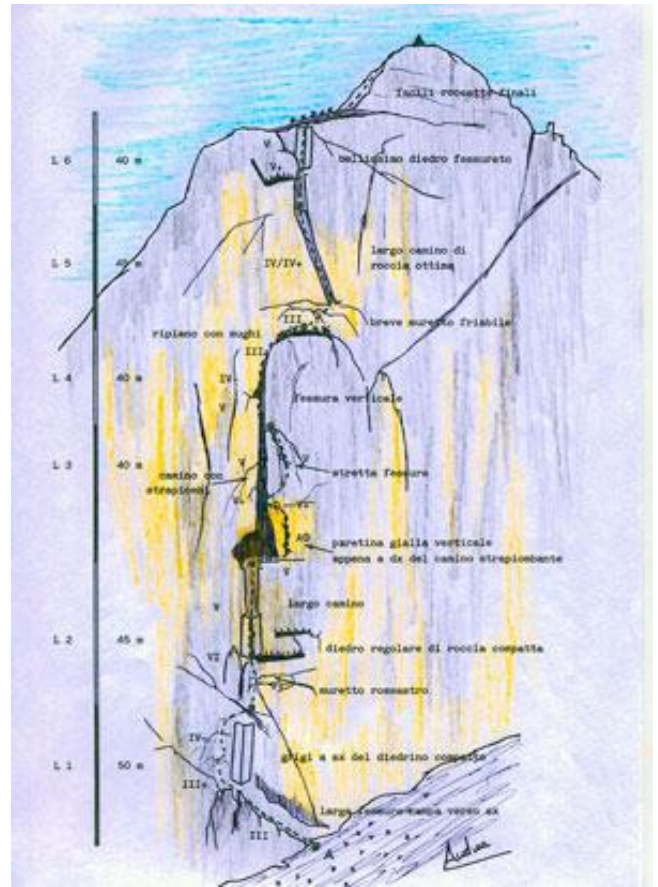 facili roccette finali
V
L 6 40 m V+ bellissimo diedro fessurato
largo camino di
L 5 40 m IV/IV+ roccia ottima
III
breve muretto friabile
ripiano con mughi
III
L 4 40 m IV
fessura verticale
V
L 3 40 m V
camino con stretta fessura
strapiombi
V+
A0 paretina gialla verticale
appena a dx del camino strapiombante
V
V largo camino
L 2 45 m
diedro regolare di roccia compatta
VI
muretto rossastro
IV
grigi a sx del diedrino compatto
L 1 50 m
III+
larga fessura-rampa verso sx
III
A